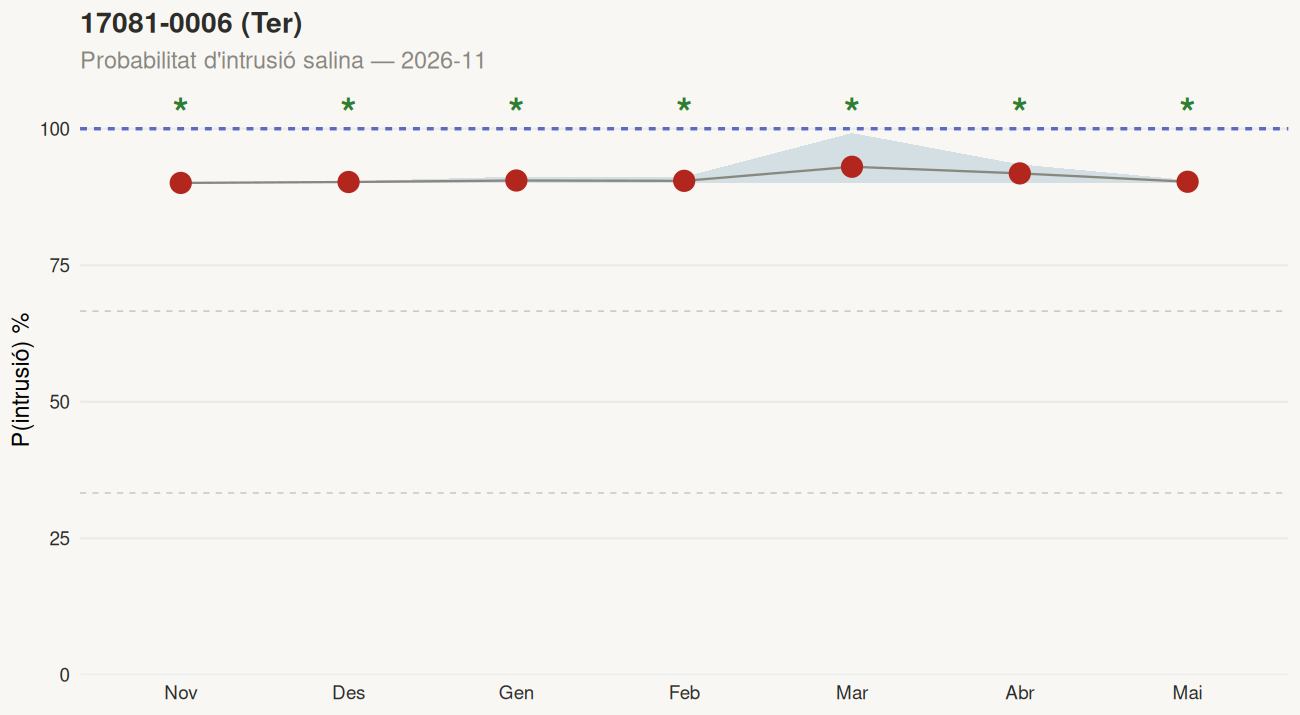 17081-0006 (Ter)
Probabilitat d'intrusió salina — 2026-11
* * * * * * *
100
75
50
25
0
P(intrusió) %
Nov Des Gen Feb Mar Abr Mai